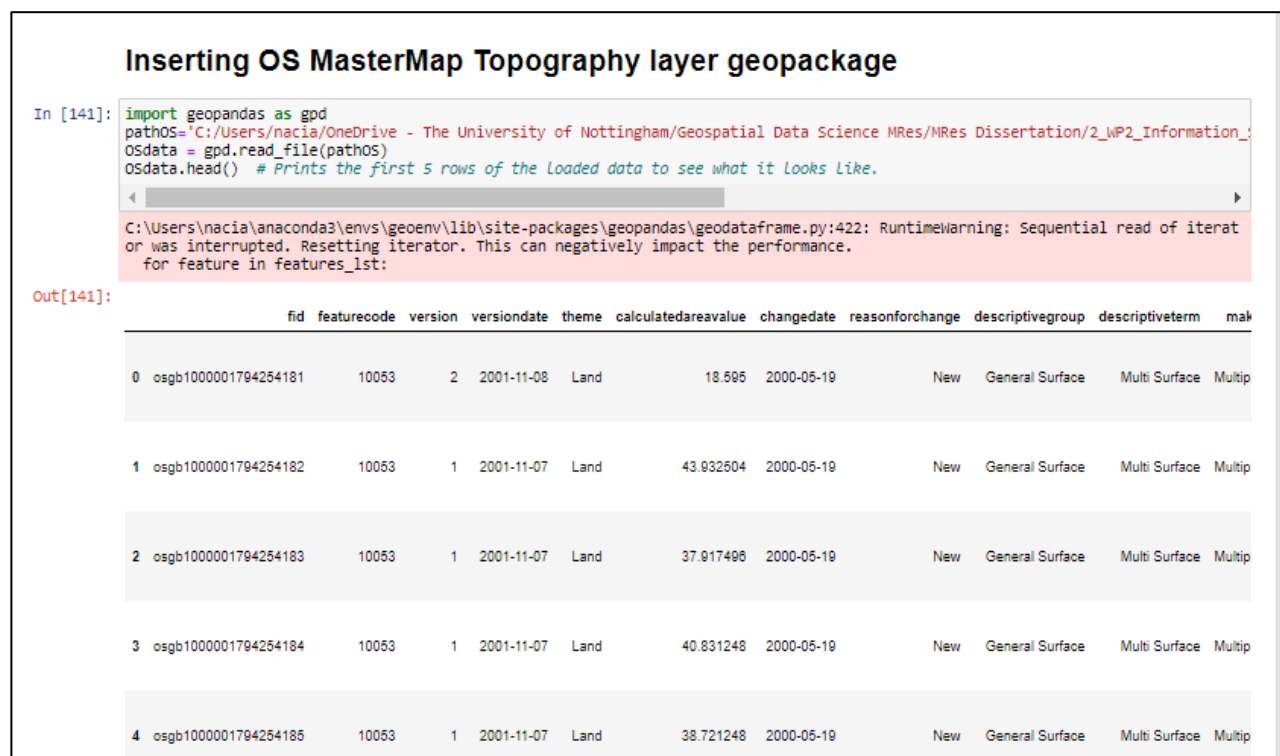 Inserting OS MasterMap Topography layer geopackage
In [141]: import geopandas as gpd
pathOS='C:/Users/nacia/OneDrive - The University of Nottingham/Geospatial Data Science MRes/MRes Dissertation/2_WP2_Information_
OSdata = gpd.read_file(pathOS)
OSdata.head()  # Prints the first 5 rows of the loaded data to see what it looks like.
C:\Users\nacia\anaconda3\envs\geoenv\lib\site-packages\geopandas\geodataframe.py:422: RuntimeWarning: Sequential read of iterat
or was interrupted. Resetting iterator. This can negatively impact the performance.
  for feature in features_lst:
Out[141]:
fid featurecode version versiondate theme calculatedareavalue changedate reasonforchange descriptivegroup descriptiveterm mak
0 osgb1000001794254181 10053 2 2001-11-08 Land 18.595 2000-05-19 New General Surface Multi Surface Multip
1 osgb1000001794254182 10053 1 2001-11-07 Land 43.932504 2000-05-19 New General Surface Multi Surface Multip
2 osgb1000001794254183 10053 1 2001-11-07 Land 37.917496 2000-05-19 New General Surface Multi Surface Multip
3 osgb1000001794254184 10053 1 2001-11-07 Land 40.831248 2000-05-19 New General Surface Multi Surface Multip
4 osgb1000001794254185 10053 1 2001-11-07 Land 38.721248 2000-05-19 New General Surface Multi Surface Multip